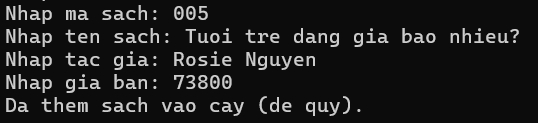 Nhap ma sach: 005
Nhap ten sach: Tuoi tre dang gia bao nhieu?
Nhap tac gia: Rosie Nguyen
Nhap gia ban: 73800
Da them sach vao cay (de quy).